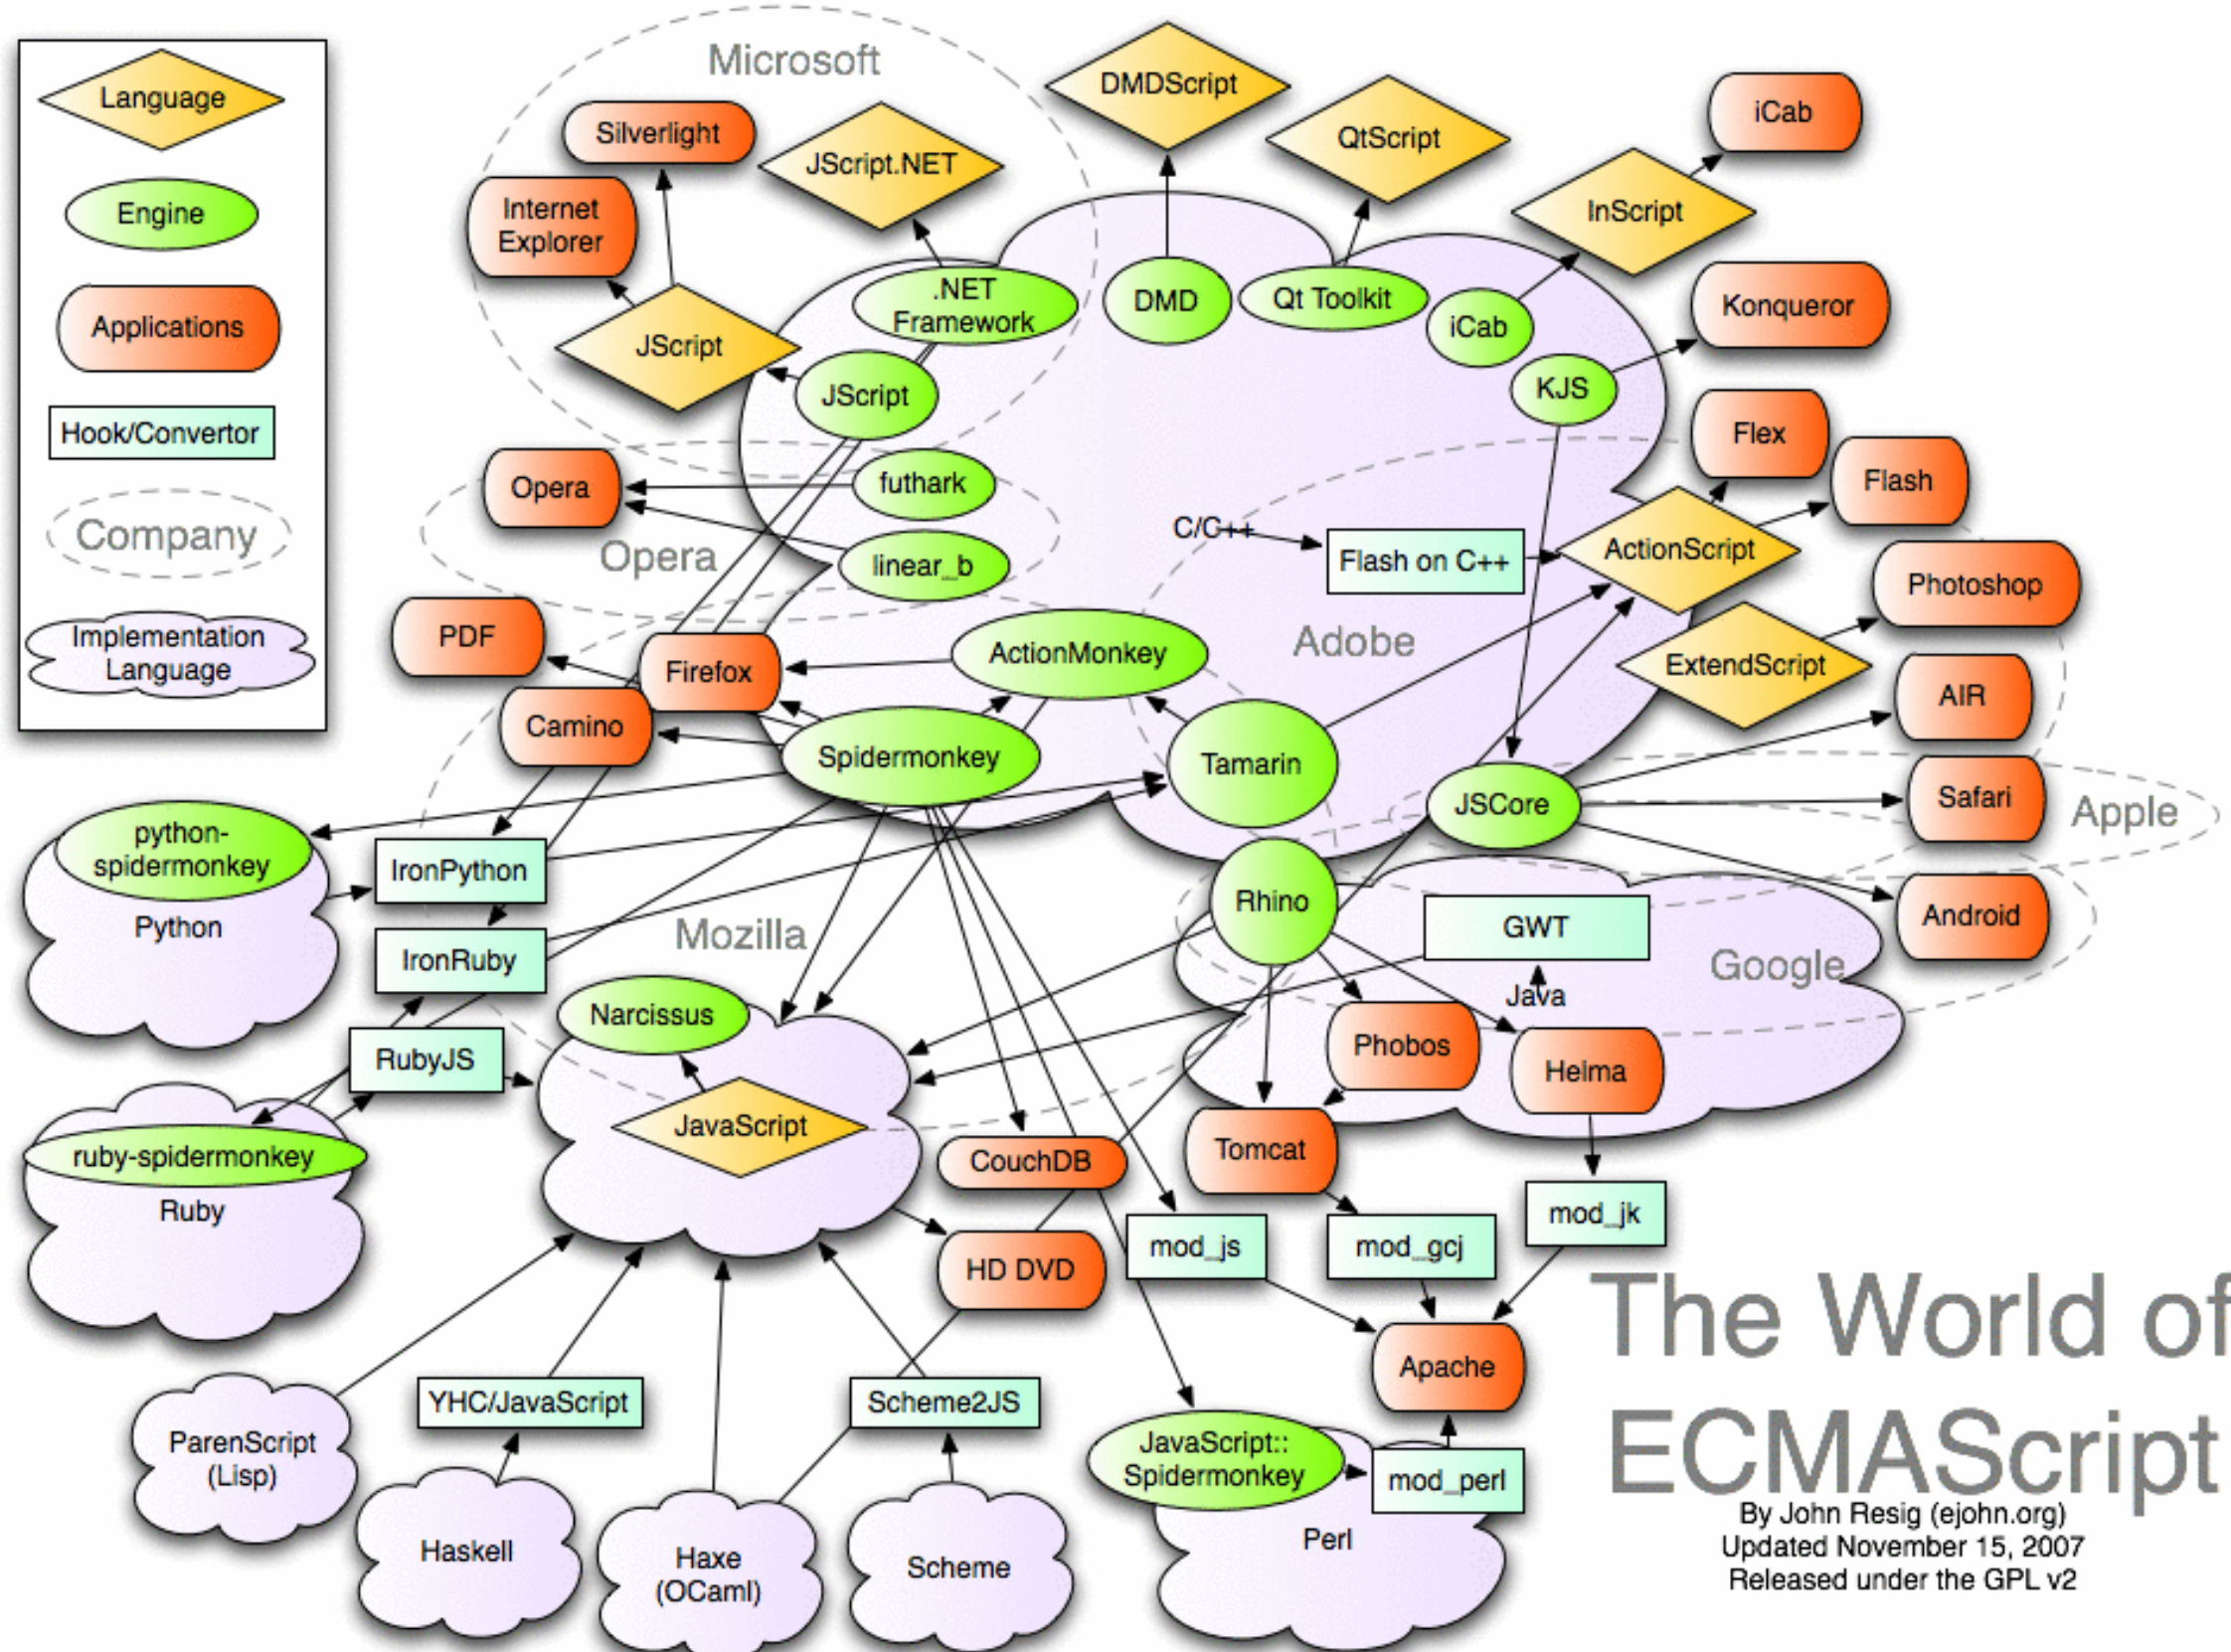 Language
Engine
Applications
Hook/Convertor
Company
Implementation
Language
Microsoft
Silverlight
JScript.NET
Internet
Explorer
JScript
.NET
Framework
JScript
DMDScript
QtScript
iCab
InScript
DMD
Qt Toolkit
iCab
Konqueror
KJS
Flex
Flash
Opera
futhark
Opera
linear_b
C/C++
Flash on C++
ActionScript
Photoshop
PDF
Firefox
ActionMonkey
Adobe
ExtendScript
AIR
Camino
Spidermonkey
Tamarin
JSCore
Safari
Apple
python-
spidermonkey
Python
IronPython
IronRuby
Mozilla
Rhino
GWT
Android
Google
Java
Narcissus
RubyJS
Phobos
Helma
JavaScript
ruby-spidermonkey
Ruby
CouchDB
Tomcat
HD DVD
mod_js
mod_gcj
mod_jk
Apache
ParenScript
(Lisp)
YHC/JavaScript
Scheme2JS
Haskell
Haxe
(OCaml)
Scheme
JavaScript::
Spidermonkey
mod_perl
Perl
The World of
ECMAScript
By John Resig (ejohn.org)
Updated November 15, 2007
Released under the GPL v2